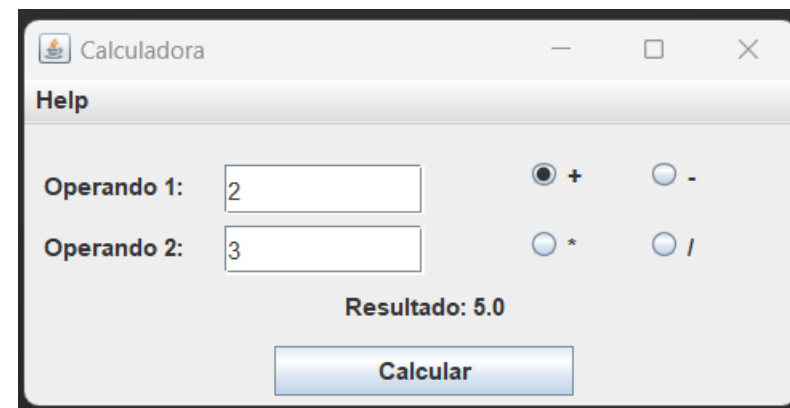 Calculadora
Help
Operando 1: 2 + -
Operando 2: 3 * /
Resultado: 5.0
Calcular